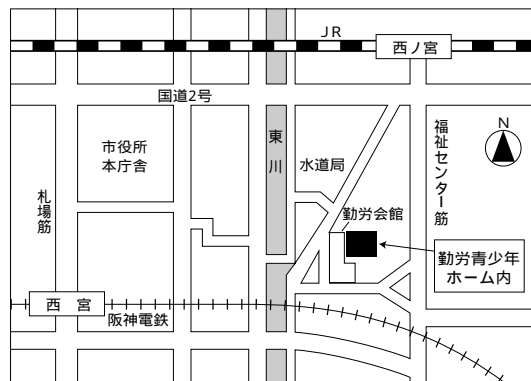 JR
西ノ宮
国道2号
市役所
本庁舎
東川
水道局
福祉センター筋
N
札場筋
勤労会館
勤労青少年
ホーム内
西宮
阪神電鉄